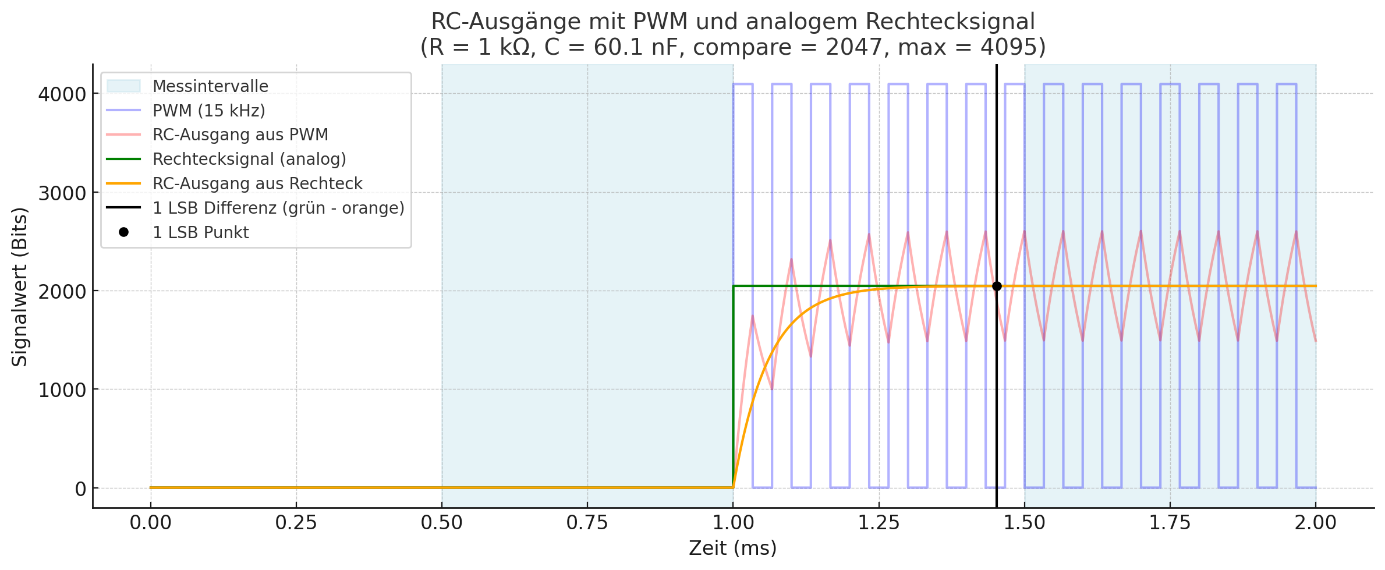 RC-Ausgänge mit PWM und analogem Rechtecksignal
(R = 1 kΩ, C = 60.1 nF, compare = 2047, max = 4095)
Messintervalle
PWM (15 kHz)
RC-Ausgang aus PWM
Rechtecksignal (analog)
RC-Ausgang aus Rechteck
1 LSB Differenz (grün - orange)
1 LSB Punkt
Signalwert (Bits)
4000
3000
2000
1000
0
0.00 0.25 0.50 0.75 1.00 1.25 1.50 1.75 2.00
Zeit (ms)